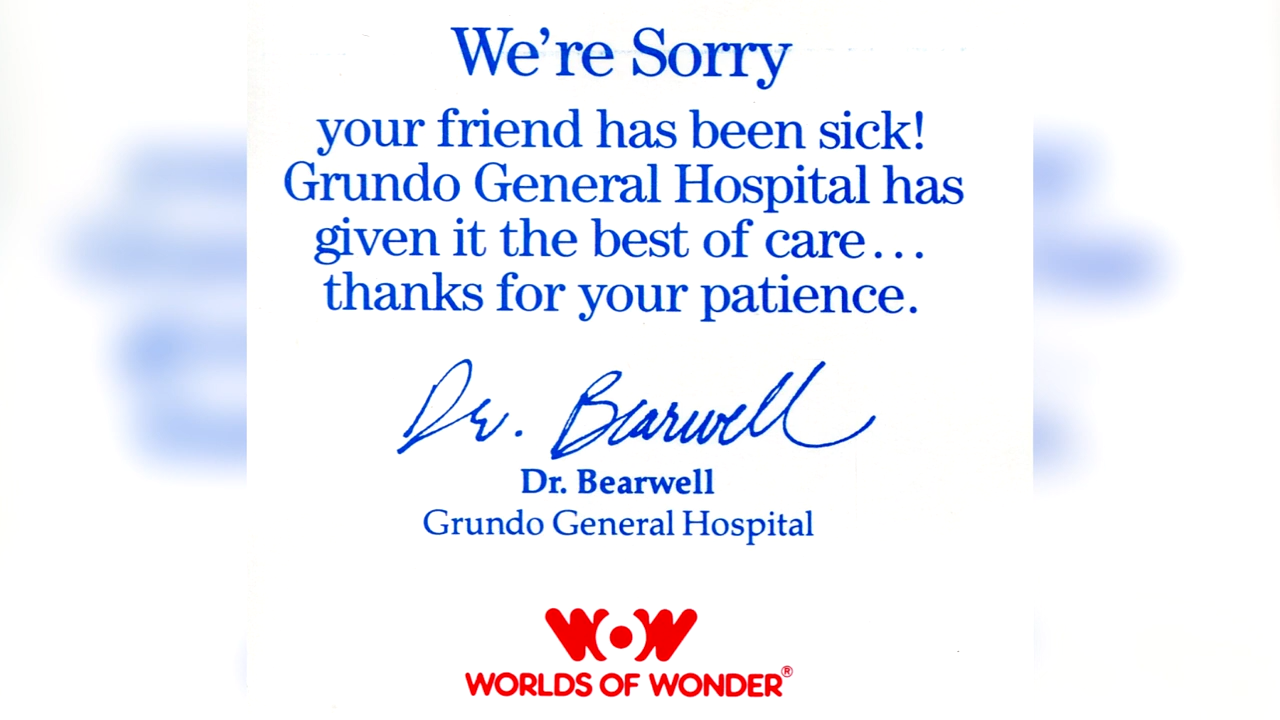 We're Sorry
your friend has been sick!
Grundo General Hospital has
given it the best of care...
thanks for your patience.
Dr. Bearwell
Dr. Bearwell
Grundo General Hospital
WOW
WORLDS OF WONDER®